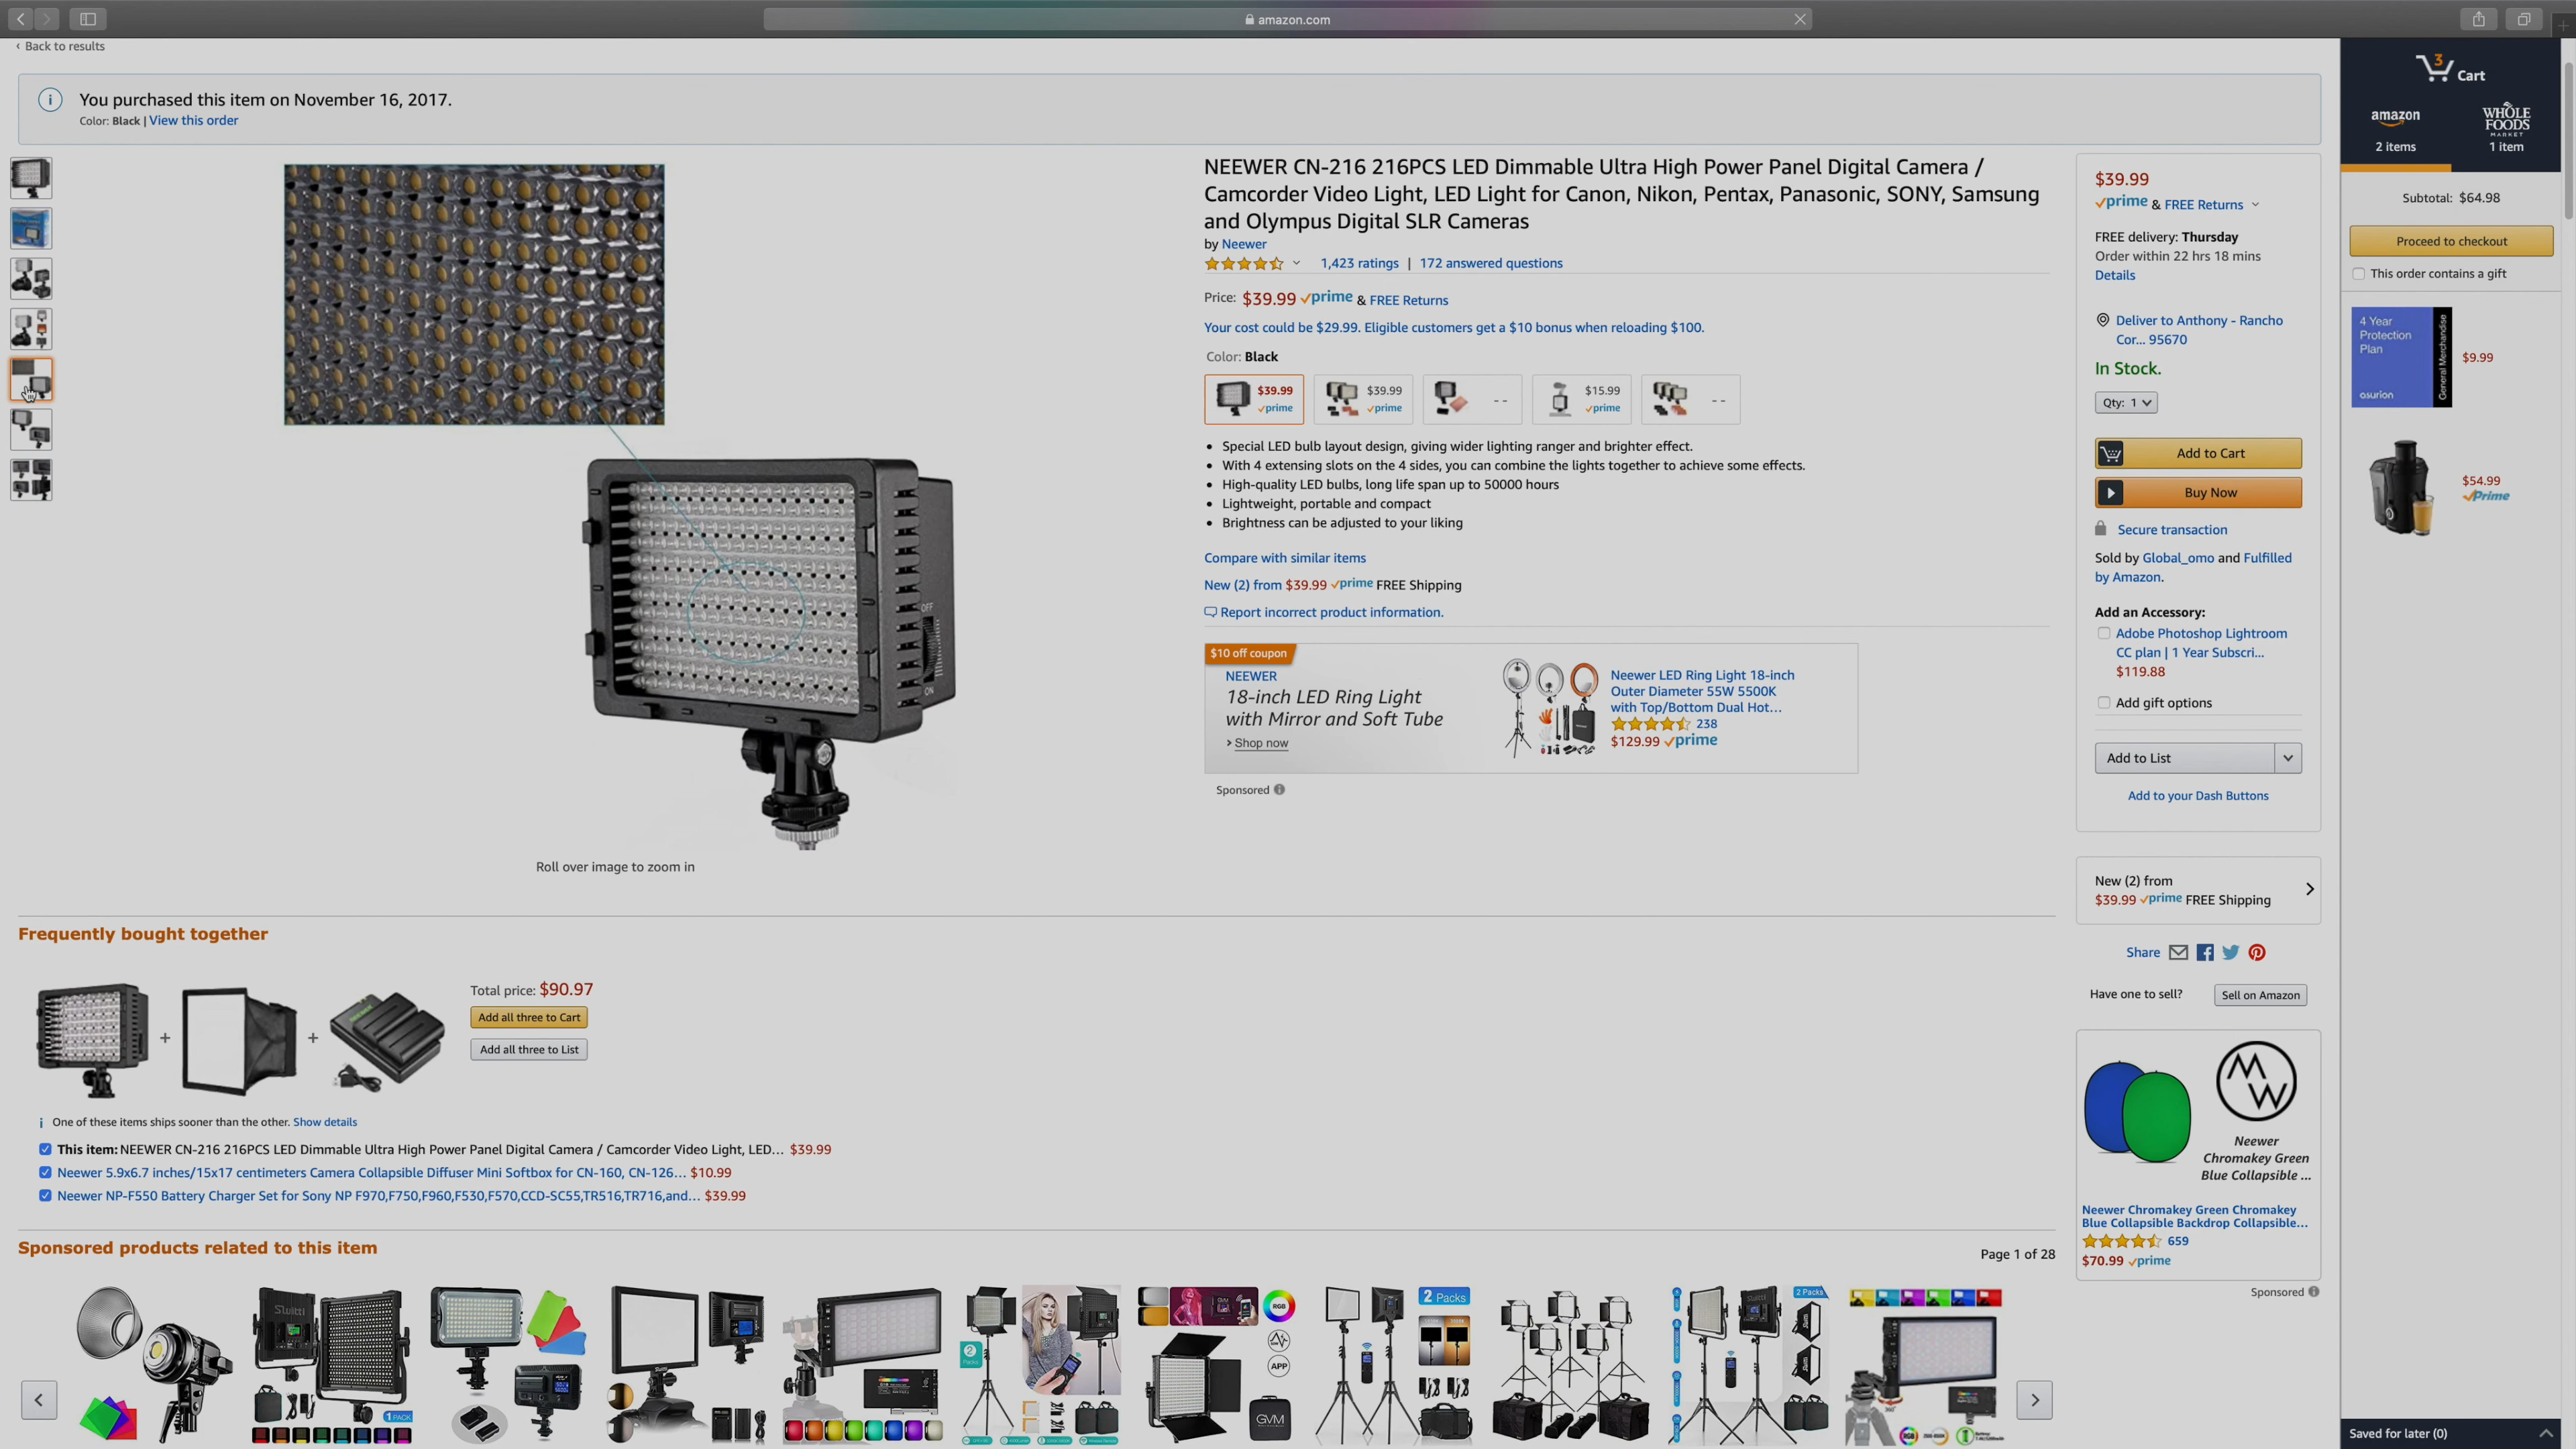 amazon.com
‹ Back to results
You purchased this item on November 16, 2017.
Color: Black | View this order
Roll over image to zoom in
NEEWER CN-216 216PCS LED Dimmable Ultra High Power Panel Digital Camera /
Camcorder Video Light, LED Light for Canon, Nikon, Pentax, Panasonic, SONY, Samsung
and Olympus Digital SLR Cameras
by Neewer
1,423 ratings | 172 answered questions
Price: $39.99 prime & FREE Returns
Your cost could be $29.99. Eligible customers get a $10 bonus when reloading $100.
Color: Black
$39.99 prime
$39.99 prime
- -
$15.99 prime
- -
• Special LED bulb layout design, giving wider lighting ranger and brighter effect.
• With 4 extensing slots on the 4 sides, you can combine the lights together to achieve some effects.
• High-quality LED bulbs, long life span up to 50000 hours
• Lightweight, portable and compact
• Brightness can be adjusted to your liking
Compare with similar items
New (2) from $39.99 prime FREE Shipping
Report incorrect product information.
$10 off coupon
NEEWER
18-inch LED Ring Light
with Mirror and Soft Tube
› Shop now
Neewer LED Ring Light 18-inch
Outer Diameter 55W 5500K
with Top/Bottom Dual Hot...
238
$129.99 prime
Sponsored
OFF
ON
$39.99
prime & FREE Returns
FREE delivery: Thursday
Order within 22 hrs 18 mins
Details
Deliver to Anthony - Rancho
Cor... 95670
In Stock.
Qty: 1
Add to Cart
Buy Now
Secure transaction
Sold by Global_omo and Fulfilled
by Amazon.
Add an Accessory:
Adobe Photoshop Lightroom
CC plan | 1 Year Subscri...
$119.88
Add gift options
Add to List
Add to your Dash Buttons
New (2) from
$39.99 prime FREE Shipping
Share
Have one to sell? Sell on Amazon
MW
Neewer
Chromakey Green
Blue Collapsible ...
Neewer Chromakey Green Chromakey
Blue Collapsible Backdrop Collapsible...
659
$70.99 prime
Sponsored
3 Cart
amazon
2 items
WHOLE
FOODS
MARKET
1 item
Subtotal: $64.98
Proceed to checkout
This order contains a gift
4 Year
Protection
Plan
asurion
General Merchandise
$9.99
$54.99
Prime
Saved for later (0)
Frequently bought together
Total price: $90.97
Add all three to Cart
Add all three to List
i One of these items ships sooner than the other. Show details
This item: NEEWER CN-216 216PCS LED Dimmable Ultra High Power Panel Digital Camera / Camcorder Video Light, LED... $39.99
Neewer 5.9x6.7 inches/15x17 centimeters Camera Collapsible Diffuser Mini Softbox for CN-160, CN-126... $10.99
Neewer NP-F550 Battery Charger Set for Sony NP F970,F750,F960,F530,F570,CCD-SC55,TR516,TR716,and... $39.99
Sponsored products related to this item
Page 1 of 28
1 PACK
2
Packs
RGB
APP
GVM
2 Packs
2 Packs